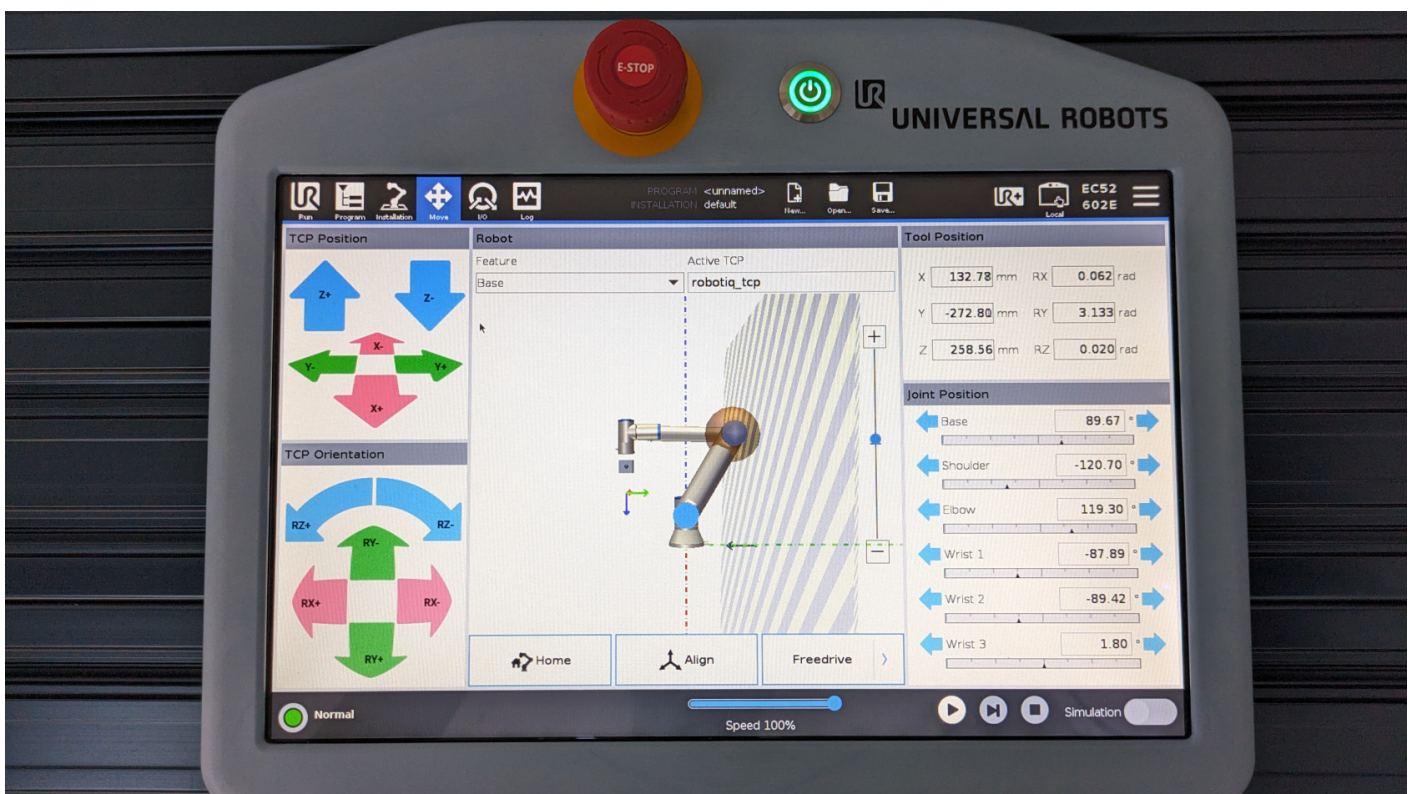 E-STOP
UR
UNIVERSAL ROBOTS
UR
Run
Program
Installation
Move
I/O
Log
PROGRAM <unnamed>
INSTALLATION default
New...
Open...
Save...
UR+
Local
EC52
602E
TCP Position
Z+
Z-
X-
Y-
Y+
X+
TCP Orientation
RZ+
RZ-
RY-
RX+
RX-
RY+
Robot
Feature
Active TCP
Base
robotiq_tcp
+
−
Home
Align
Freedrive
Tool Position
X 132.78 mm RX 0.062 rad
Y -272.80 mm RY 3.133 rad
Z 258.56 mm RZ 0.020 rad
Joint Position
Base 89.67 °
Shoulder -120.70 °
Elbow 119.30 °
Wrist 1 -87.89 °
Wrist 2 -89.42 °
Wrist 3 1.80 °
Normal
Speed 100%
Simulation